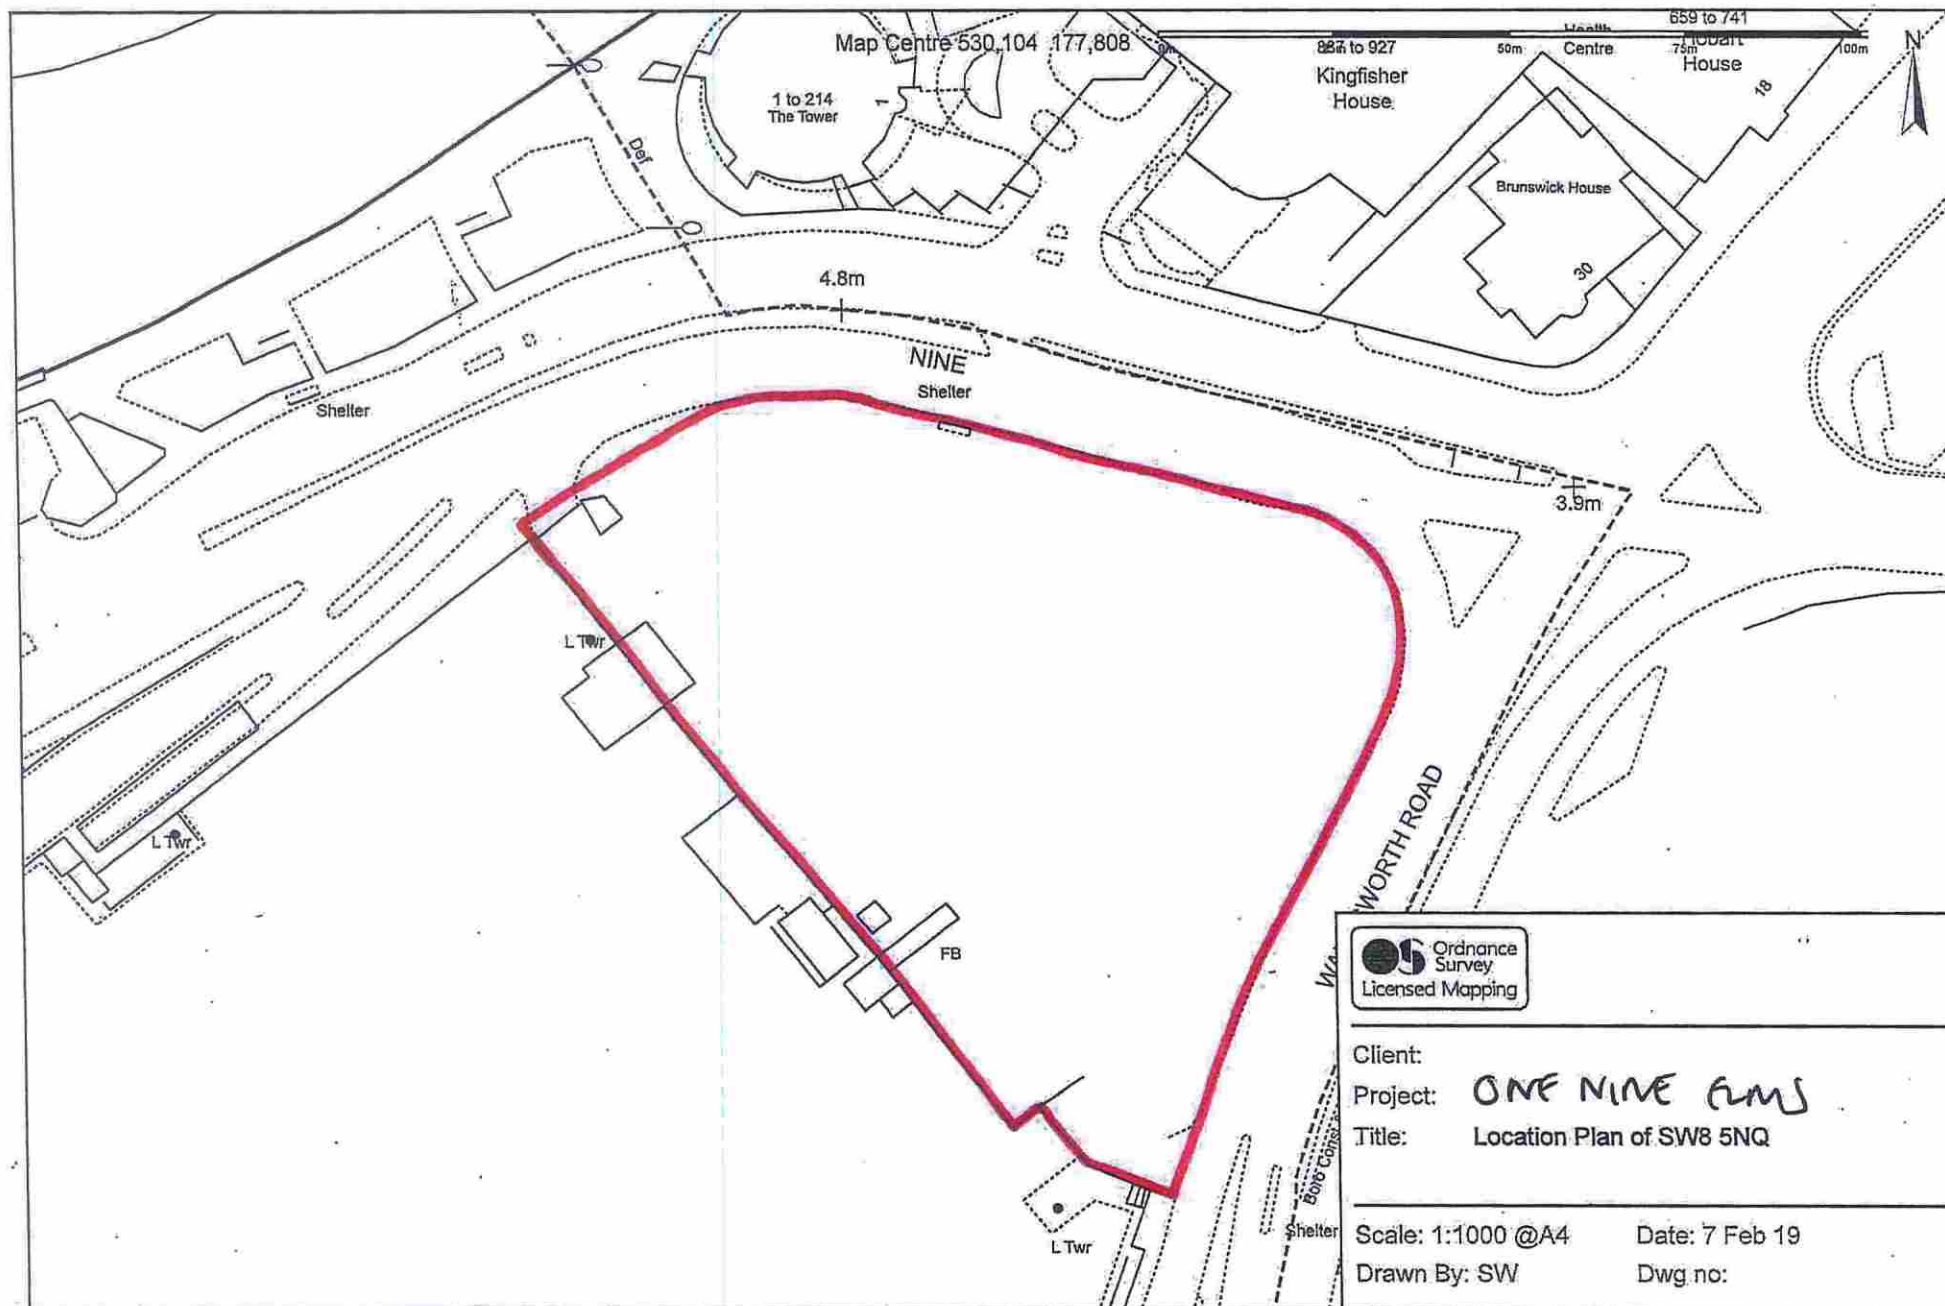 659 to 741
Map Centre 530,104 177,808
887 to 927
50m
Health
Centre
75m
Hobart
House
100m
N
Kingfisher
House
18
1 to 214
The Tower
1
Def
Brunswick House
30
4.8m
NINE
Shelter
Shelter
3.9m
L Twr
L Twr
WORTH ROAD
WA
FB
Ordnance
Survey
Licensed Mapping
Client:
Project: ONE NINE ELMS
Title: Location Plan of SW8 5NQ
Boro Const
Shelter
L Twr
Scale: 1:1000 @A4
Date: 7 Feb 19
Drawn By: SW
Dwg no: